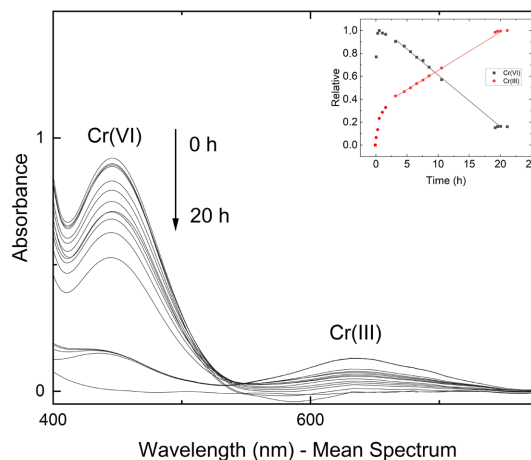 1.0
0.8
0.6
0.4
0.2
0.0
Relative
Cr(VI)
Cr(III)
0 5 10 15 20 25
Time (h)
1
0
Absorbance
Cr(VI)
0 h
20 h
Cr(III)
400 600
Wavelength (nm) - Mean Spectrum